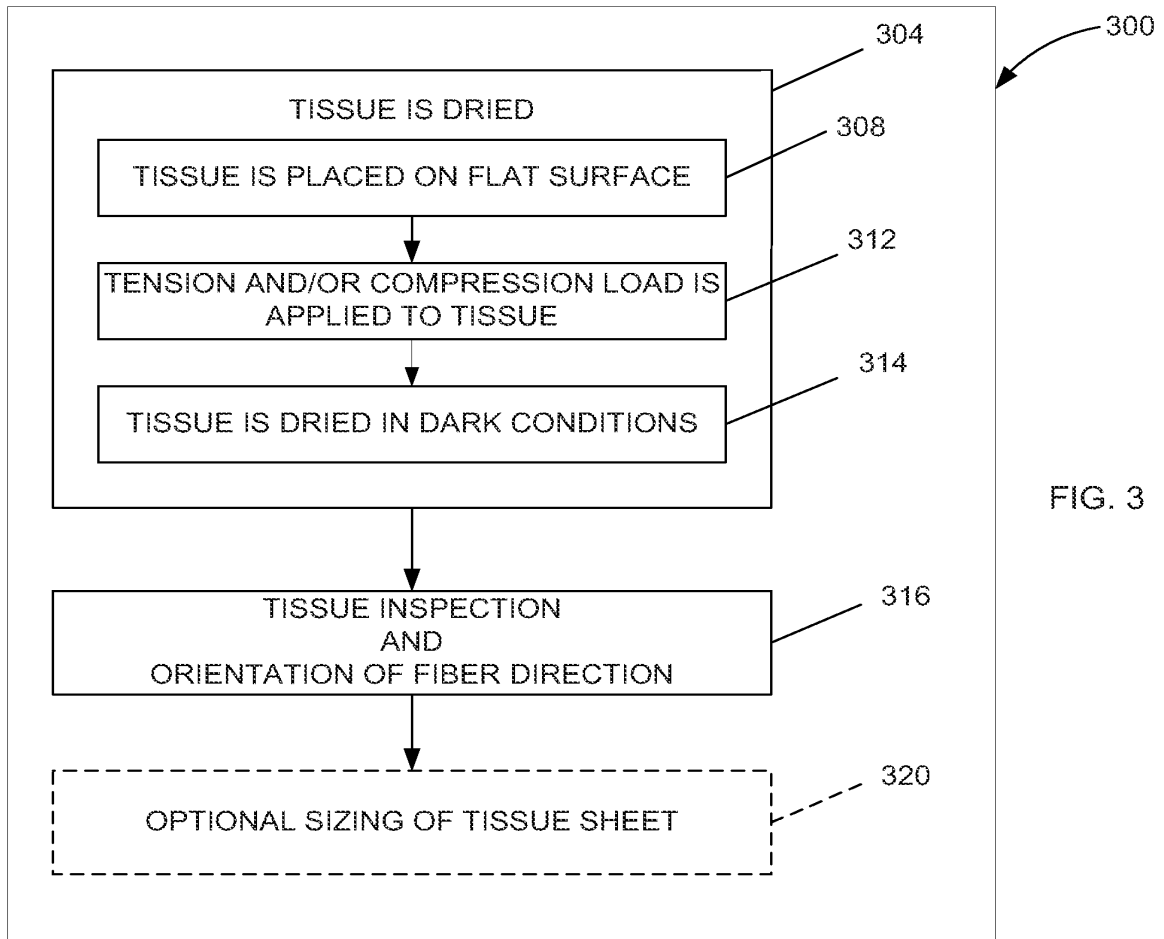 300
304
TISSUE IS DRIED
308
TISSUE IS PLACED ON FLAT SURFACE
312
TENSION AND/OR COMPRESSION LOAD IS
APPLIED TO TISSUE
314
TISSUE IS DRIED IN DARK CONDITIONS
FIG. 3
316
TISSUE INSPECTION
AND
ORIENTATION OF FIBER DIRECTION
320
OPTIONAL SIZING OF TISSUE SHEET